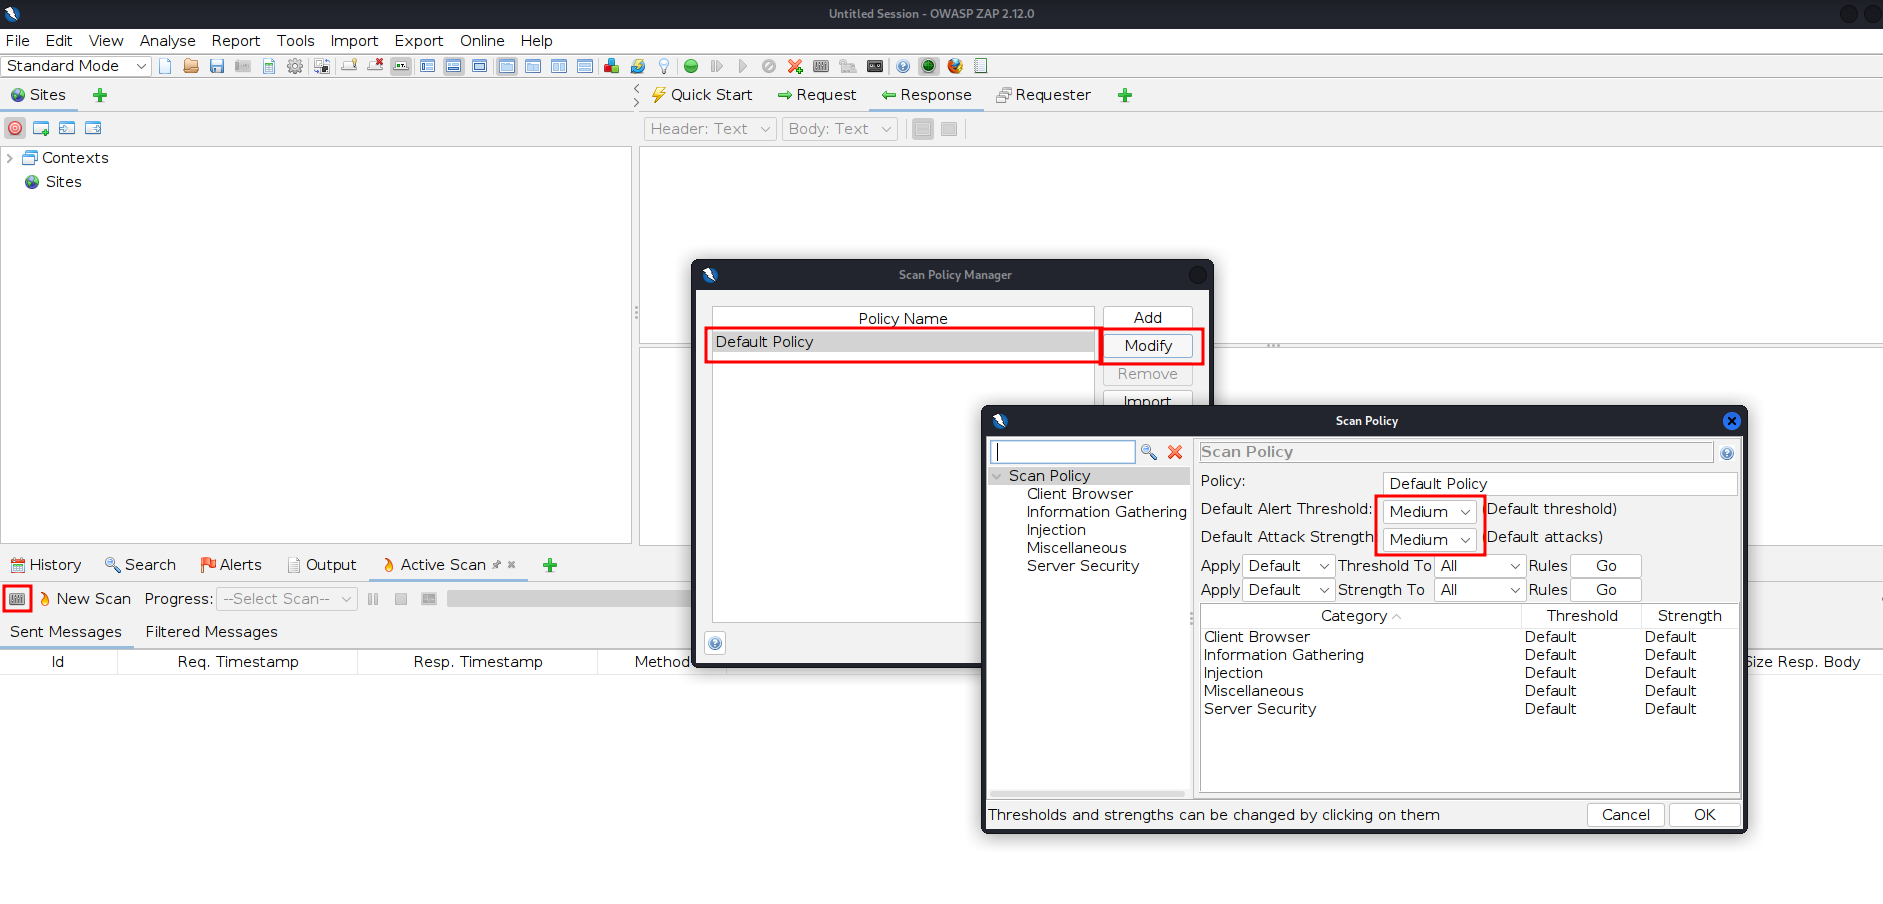 Untitled Session - OWASP ZAP 2.12.0
File Edit View Analyse Report Tools Import Export Online Help
Standard Mode
Sites
Quick Start Request Response Requester
Header: Text Body: Text
Contexts
Sites
Scan Policy Manager
Policy Name
Default Policy
Add
Modify
Remove
Import
Scan Policy
Scan Policy
Client Browser
Information Gathering
Injection
Miscellaneous
Server Security
Scan Policy
Policy: Default Policy
Default Alert Threshold: Medium (Default threshold)
Default Attack Strength Medium (Default attacks)
Apply Default Threshold To All Rules Go
Apply Default Strength To All Rules Go
Category Threshold Strength
Client Browser Default Default
Information Gathering Default Default
Injection Default Default
Miscellaneous Default Default
Server Security Default Default
Thresholds and strengths can be changed by clicking on them
Cancel OK
History Search Alerts Output Active Scan
New Scan Progress: --Select Scan--
Sent Messages Filtered Messages
Id Req. Timestamp Resp. Timestamp Method Size Resp. Body